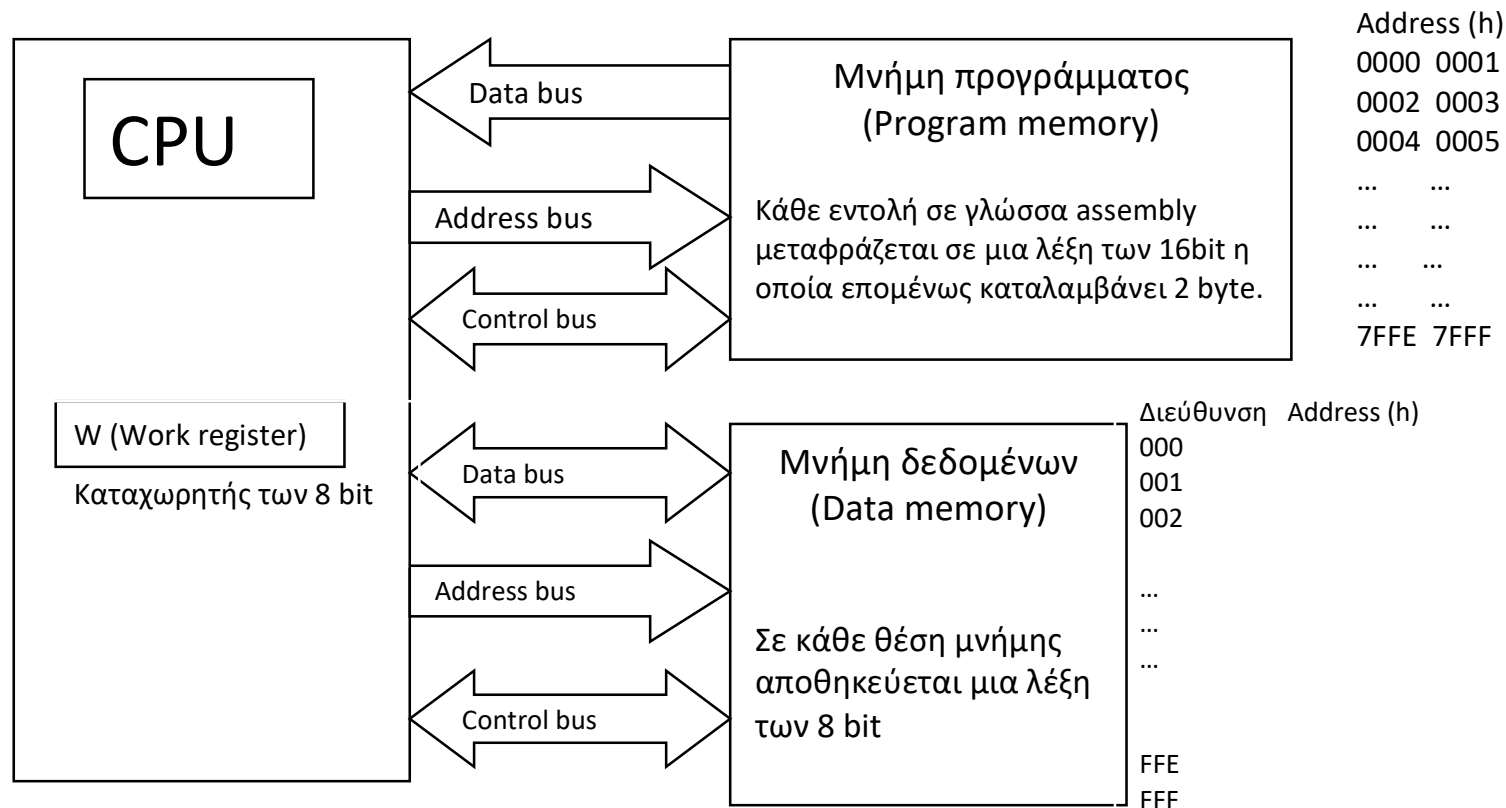 CPU
W (Work register)
Καταχωρητής των 8 bit
Data bus
Address bus
Control bus
Μνήμη προγράμματος
(Program memory)
Κάθε εντολή σε γλώσσα assembly
μεταφράζεται σε μια λέξη των 16bit η
οποία επομένως καταλαμβάνει 2 byte.
Address (h)
0000 0001
0002 0003
0004 0005
... ...
... ...
... ...
... ...
7FFE 7FFF
Data bus
Address bus
Control bus
Μνήμη δεδομένων
(Data memory)
Σε κάθε θέση μνήμης
αποθηκεύεται μια λέξη
των 8 bit
Διεύθυνση Address (h)
000
001
002
...
...
...
FFE
FFF